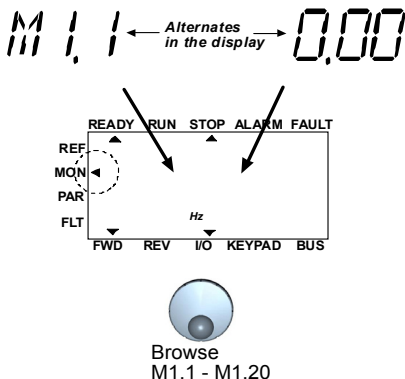 M1.1 Alternates in the display 0.00
READY RUN STOP ALARM FAULT
REF
MON
PAR
FLT
Hz
FWD REV I/O KEYPAD BUS
Browse
M1.1 - M1.20